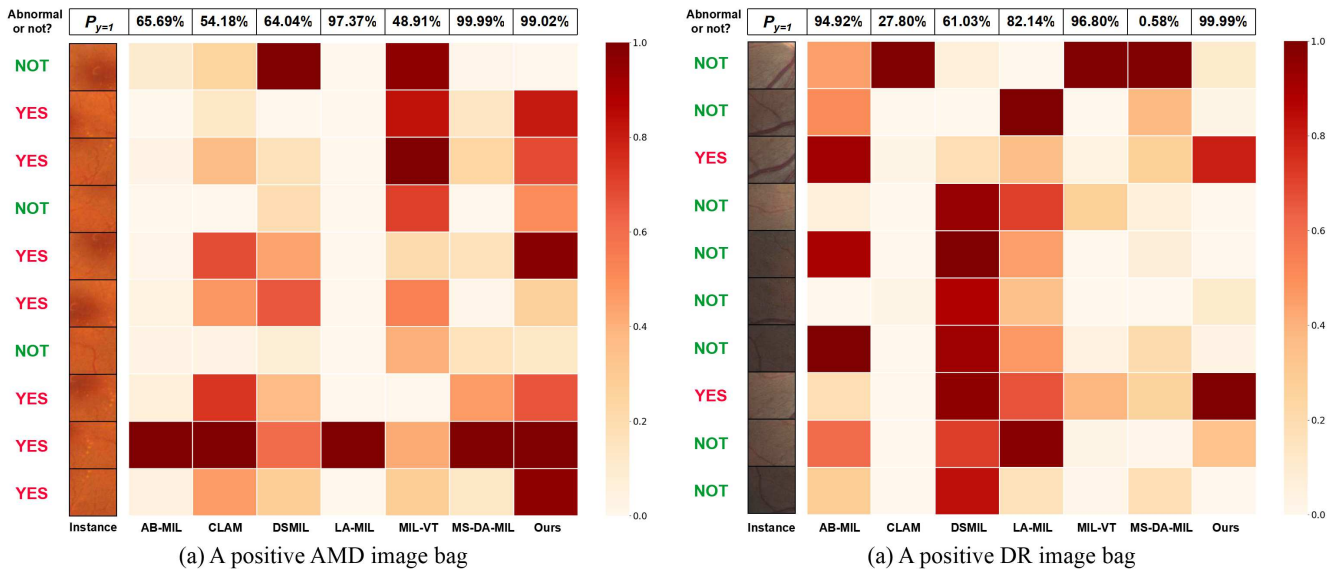 Abnormal or not? P_{y=1} 65.69% 54.18% 64.04% 97.37% 48.91% 99.99% 99.02%
NOT
YES
YES
NOT
YES
YES
NOT
YES
YES
YES
1.0
0.8
0.6
0.4
0.2
0.0
Instance AB-MIL CLAM DSMIL LA-MIL MIL-VT MS-DA-MIL Ours
(a) A positive AMD image bag
Abnormal or not? P_{y=1} 94.92% 27.80% 61.03% 82.14% 96.80% 0.58% 99.99%
NOT
NOT
YES
NOT
NOT
NOT
NOT
YES
NOT
NOT
1.0
0.8
0.6
0.4
0.2
0.0
Instance AB-MIL CLAM DSMIL LA-MIL MIL-VT MS-DA-MIL Ours
(a) A positive DR image bag